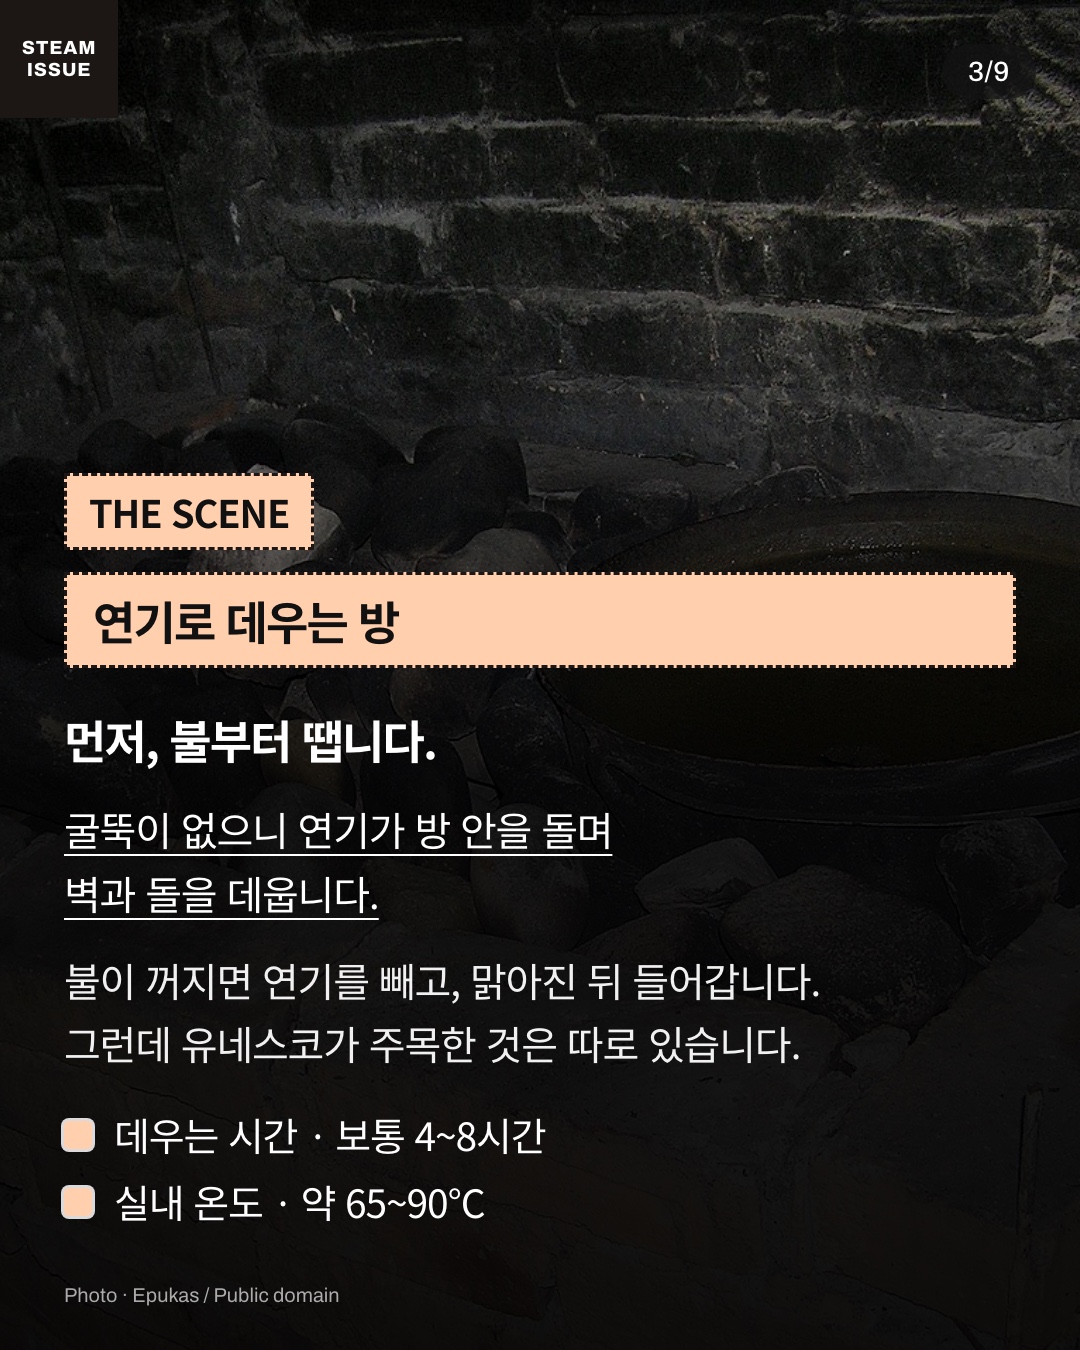 STEAM
ISSUE
3/9
THE SCENE
연기로 데우는 방
먼저, 불부터 땝니다.
굴뚝이 없으니 연기가 방 안을 돌며
벽과 돌을 데웁니다.
불이 꺼지면 연기를 빼고, 맑아진 뒤 들어갑니다.
그런데 유네스코가 주목한 것은 따로 있습니다.
데우는 시간 · 보통 4~8시간
실내 온도 · 약 65~90°C
Photo · Epukas / Public domain